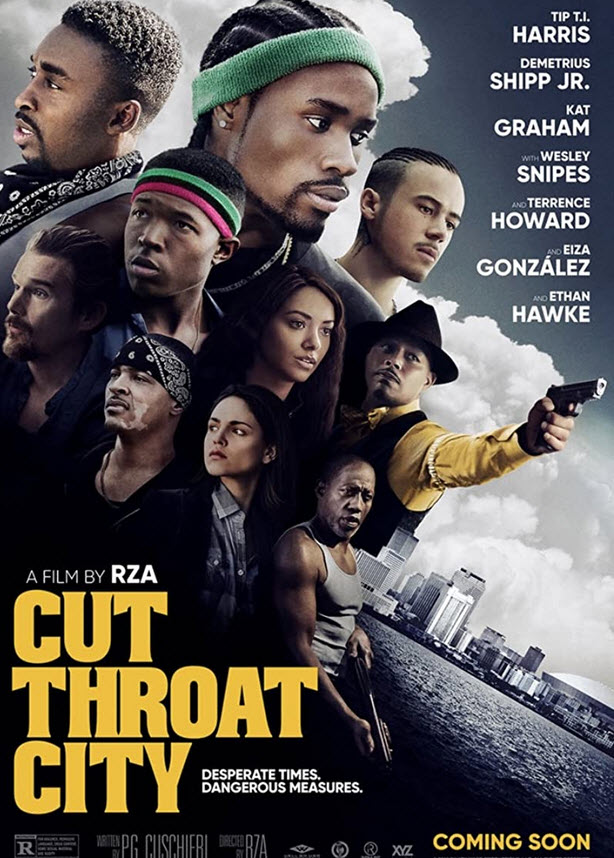 TIP T.I.
HARRIS
DEMETRIUS
SHIPP JR.
KAT
GRAHAM
WITH WESLEY
SNIPES
AND TERRENCE
HOWARD
AND EIZA
GONZÁLEZ
AND ETHAN
HAWKE
A FILM BY RZA
CUT
THROAT
CITY
DESPERATE TIMES.
DANGEROUS MEASURES.
R
WRITTEN BY P.G. CUSCHIERI DIRECTED BY RZA
XYZ
COMING SOON